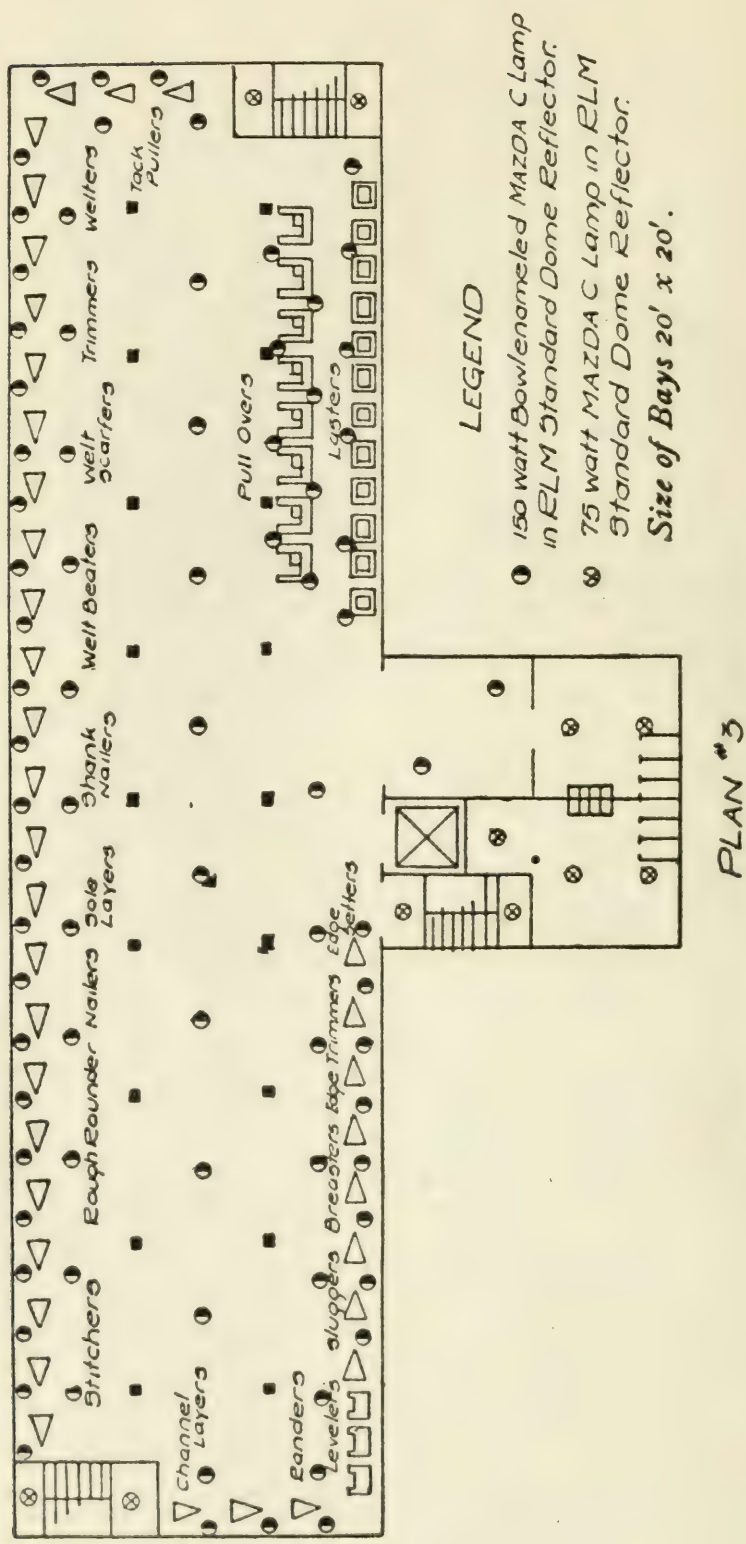 Stitchers
Rough Rounder
Nailers
Sole
Layers
Shank
Nailers
Welt Beaters
Welt
Scarfers
Trimmers
Welters
Tack
Pullers
Channel
Layers
Pull Overs
Randers
Levelers
Sluggers
Breasters
Edge Trimmers
Edge
Setters
Lasters
LEGEND
150 Watt Bowlenameled MAZDA C Lamp
in RLM Standard Dome Reflector.
75 watt MAZDA C Lamp in RLM
Standard Dome Reflector.
Size of Bays 20' x 20'.
PLAN #3